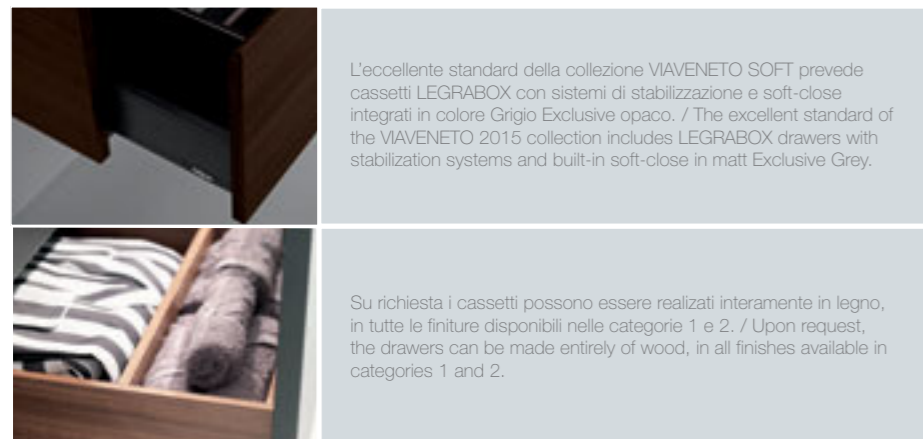 L'eccellente standard della collezione VIAVENETO SOFT prevede
cassetti LEGRABOX con sistemi di stabilizzazione e soft-close
integrati in colore Grigio Exclusive opaco. / The excellent standard of
the VIAVENETO 2015 collection includes LEGRABOX drawers with
stabilization systems and built-in soft-close in matt Exclusive Grey.
Su richiesta i cassetti possono essere realizati interamente in legno,
in tutte le finiture disponibili nelle categorie 1 e 2. / Upon request,
the drawers can be made entirely of wood, in all finishes available in
categories 1 and 2.